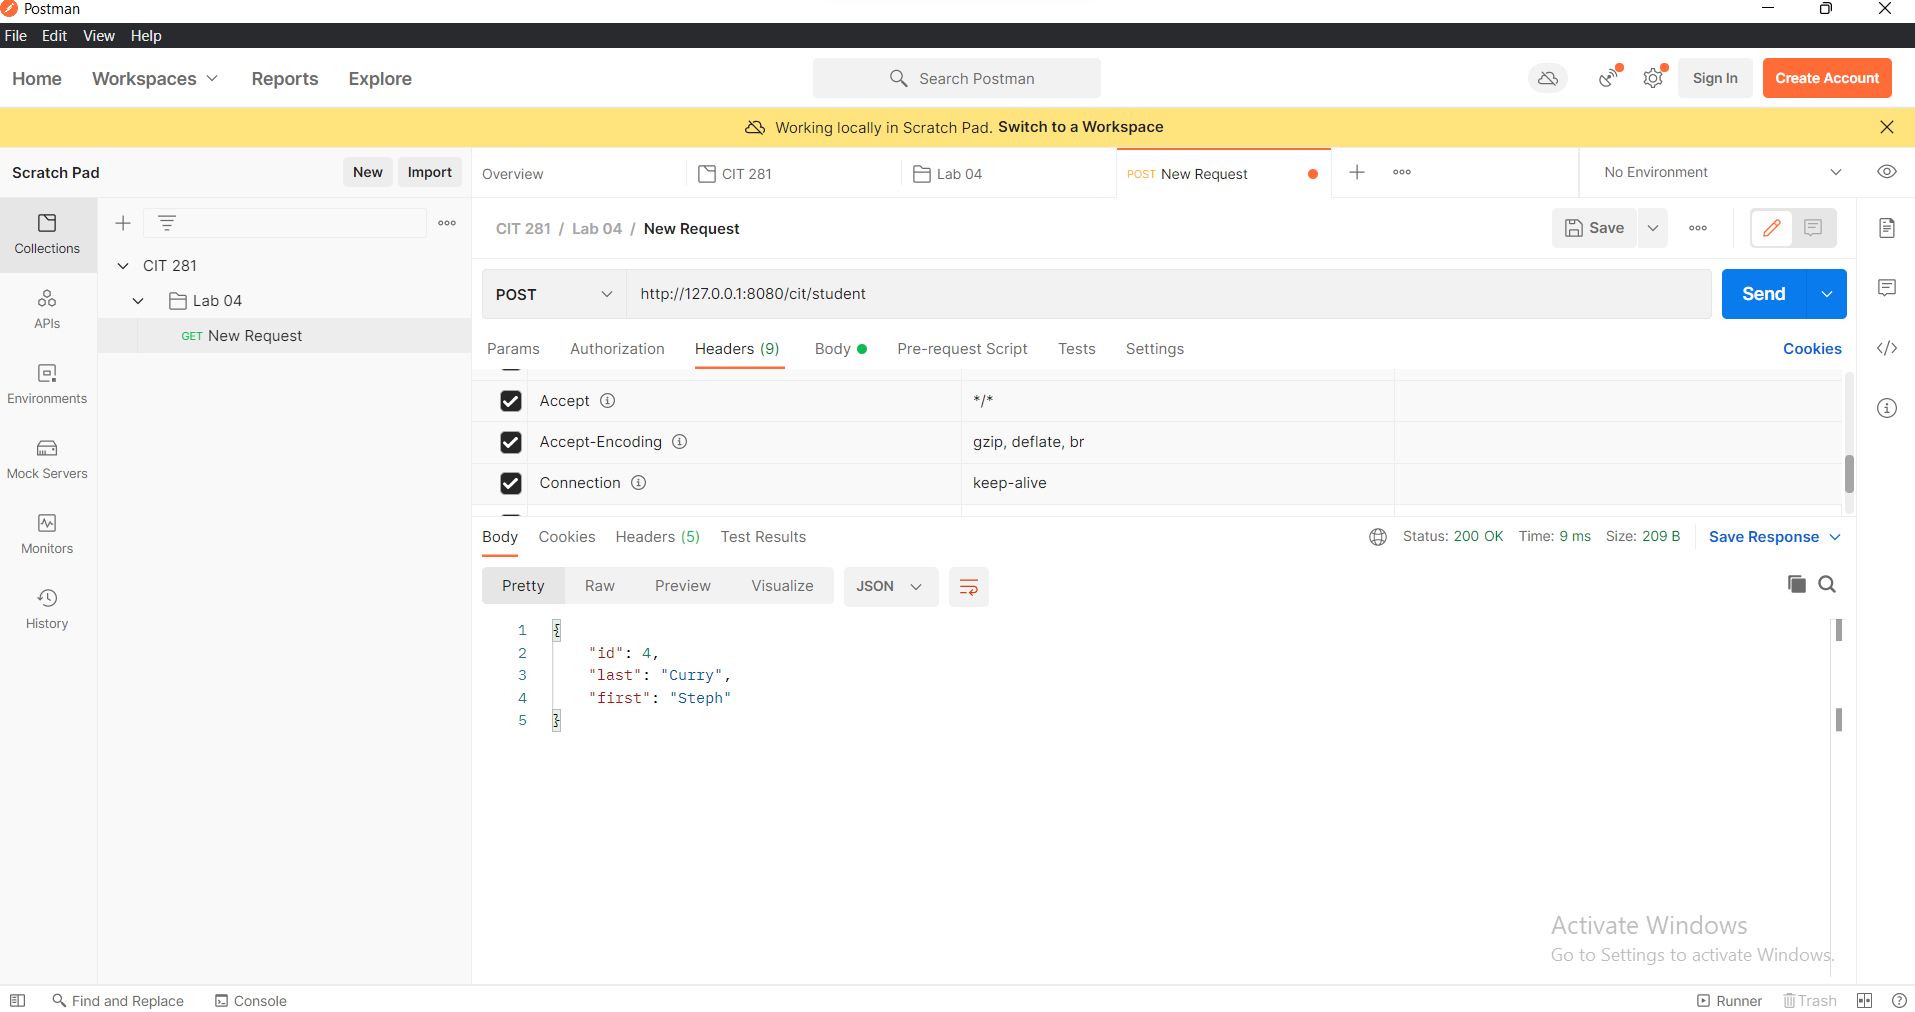 Postman
File Edit View Help
Home Workspaces Reports Explore Search Postman Sign In Create Account
Working locally in Scratch Pad. Switch to a Workspace
Scratch Pad New Import Overview CIT 281 Lab 04 POST New Request No Environment
CIT 281 / Lab 04 / New Request Save
Collections
CIT 281
Lab 04
GET New Request
APIs
Environments
Mock Servers
Monitors
History
POST http://127.0.0.1:8080/cit/student Send
Params Authorization Headers (9) Body Pre-request Script Tests Settings Cookies
Accept */*
Accept-Encoding gzip, deflate, br
Connection keep-alive
Body Cookies Headers (5) Test Results Status: 200 OK Time: 9 ms Size: 209 B Save Response
Pretty Raw Preview Visualize JSON
1 {
2 "id": 4,
3 "last": "Curry",
4 "first": "Steph"
5 }
Activate Windows
Go to Settings to activate Windows.
Find and Replace Console Runner Trash